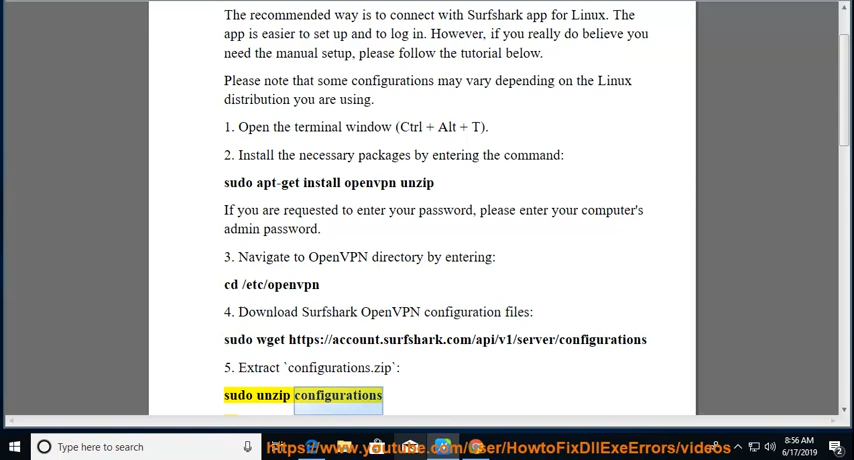 The recommended way is to connect with Surfshark app for Linux. The
app is easier to set up and to log in. However, if you really do believe you
need the manual setup, please follow the tutorial below.
Please note that some configurations may vary depending on the Linux
distribution you are using.
1. Open the terminal window (Ctrl + Alt + T).
2. Install the necessary packages by entering the command:
sudo apt-get install openvpn unzip
If you are requested to enter your password, please enter your computer's
admin password.
3. Navigate to OpenVPN directory by entering:
cd /etc/openvpn
4. Download Surfshark OpenVPN configuration files:
sudo wget https://account.surfshark.com/api/v1/server/configurations
5. Extract `configurations.zip`:
sudo unzip configurations
Type here to search
https://www.youtube.com/user/HowtoFixDllExeErrors/videos
8:56 AM
6/17/2019
2